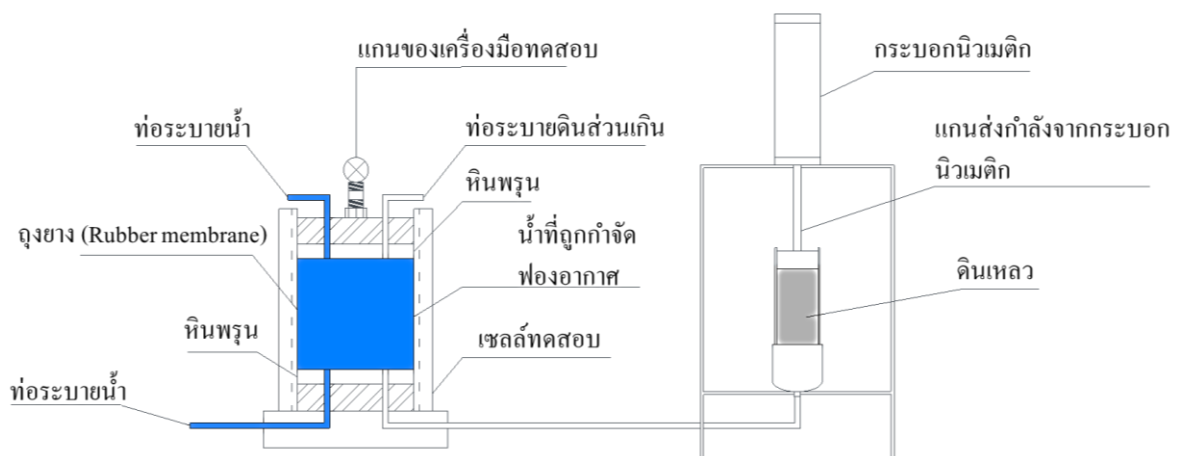 แกนของเครื่องมือทดสอบ
กระบอกนิวเมติก
ท่อระบายน้ำ
ท่อระบายดินส่วนเกิน
แกนส่งกำลังจากกระบอก
นิวเมติก
หินพรุน
ถุงยาง (Rubber membrane)
น้ำที่ถูกกำจัด
ฟองอากาศ
ดินเหลว
หินพรุน
เซลล์ทดสอบ
ท่อระบายน้ำ